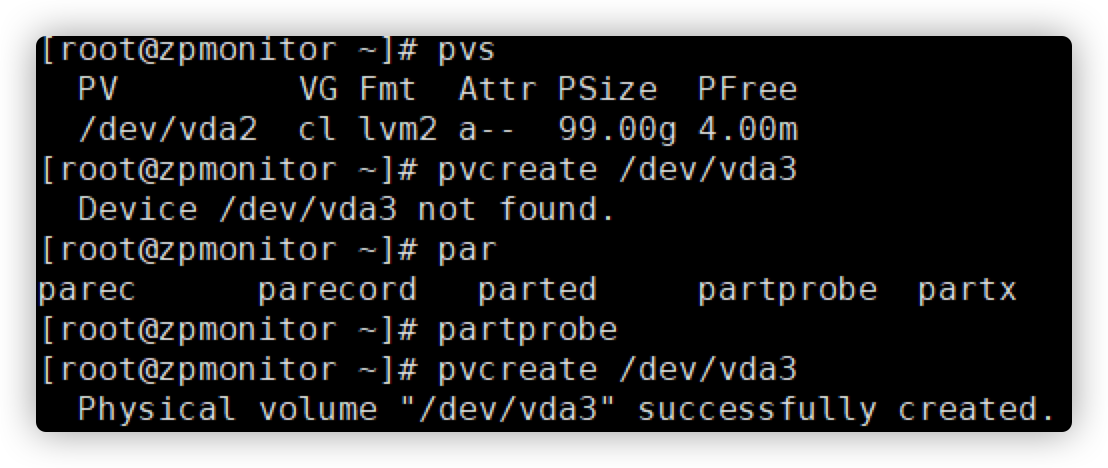 [root@zpmonitor ~]# pvs
  PV         VG Fmt  Attr PSize  PFree
  /dev/vda2  cl lvm2 a--  99.00g 4.00m
[root@zpmonitor ~]# pvcreate /dev/vda3
  Device /dev/vda3 not found.
[root@zpmonitor ~]# par
parec      parecord   parted     partprobe  partx
[root@zpmonitor ~]# partprobe
[root@zpmonitor ~]# pvcreate /dev/vda3
  Physical volume "/dev/vda3" successfully created.